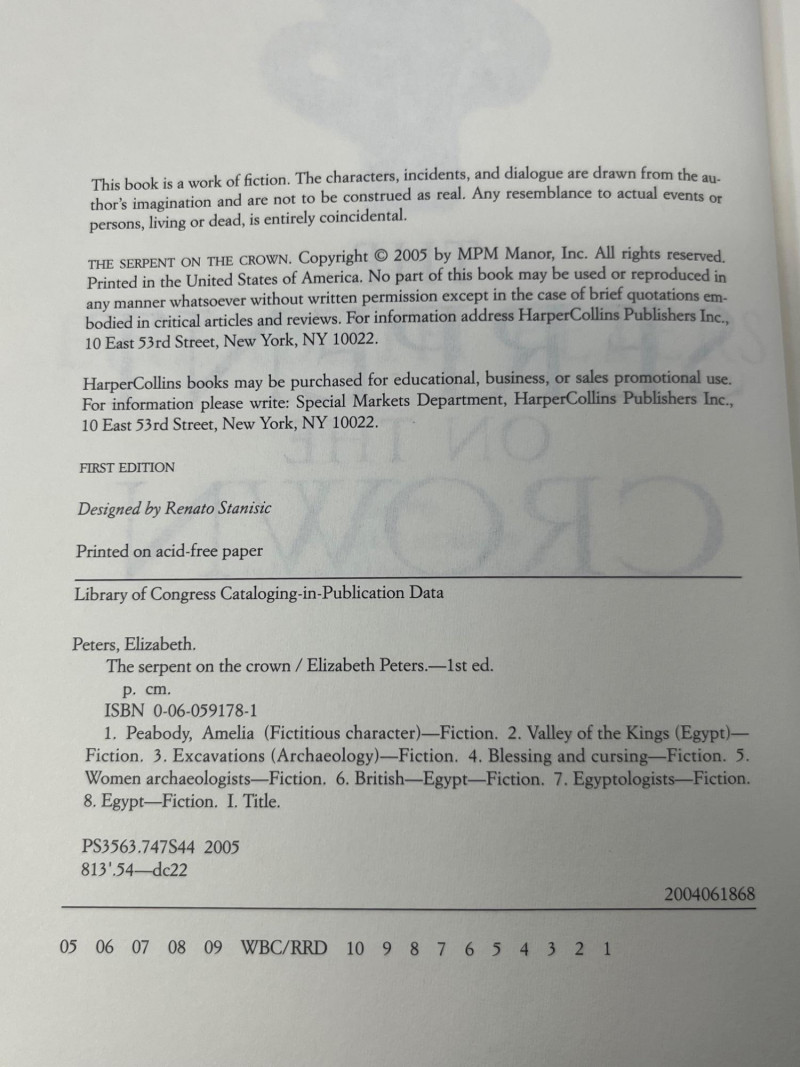 This book is a work of fiction. The characters, incidents, and dialogue are drawn from the au-
thor's imagination and are not to be construed as real. Any resemblance to actual events or
persons, living or dead, is entirely coincidental.
THE SERPENT ON THE CROWN. Copyright © 2005 by MPM Manor, Inc. All rights reserved.
Printed in the United States of America. No part of this book may be used or reproduced in
any manner whatsoever without written permission except in the case of brief quotations em-
bodied in critical articles and reviews. For information address HarperCollins Publishers Inc.,
10 East 53rd Street, New York, NY 10022.
HarperCollins books may be purchased for educational, business, or sales promotional use.
For information please write: Special Markets Department, HarperCollins Publishers Inc.,
10 East 53rd Street, New York, NY 10022.
FIRST EDITION
Designed by Renato Stanisic
Printed on acid-free paper
Library of Congress Cataloging-in-Publication Data
Peters, Elizabeth.
The serpent on the crown / Elizabeth Peters.—1st ed.
p. cm.
ISBN 0-06-059178-1
1. Peabody, Amelia (Fictitious character)—Fiction. 2. Valley of the Kings (Egypt)—
Fiction. 3. Excavations (Archaeology)—Fiction. 4. Blessing and cursing—Fiction. 5.
Women archaeologists—Fiction. 6. British—Egypt—Fiction. 7. Egyptologists—Fiction.
8. Egypt—Fiction. I. Title.
PS3563.747S44 2005
813'.54—dc22
2004061868
05 06 07 08 09 WBC/RRD 10 9 8 7 6 5 4 3 2 1